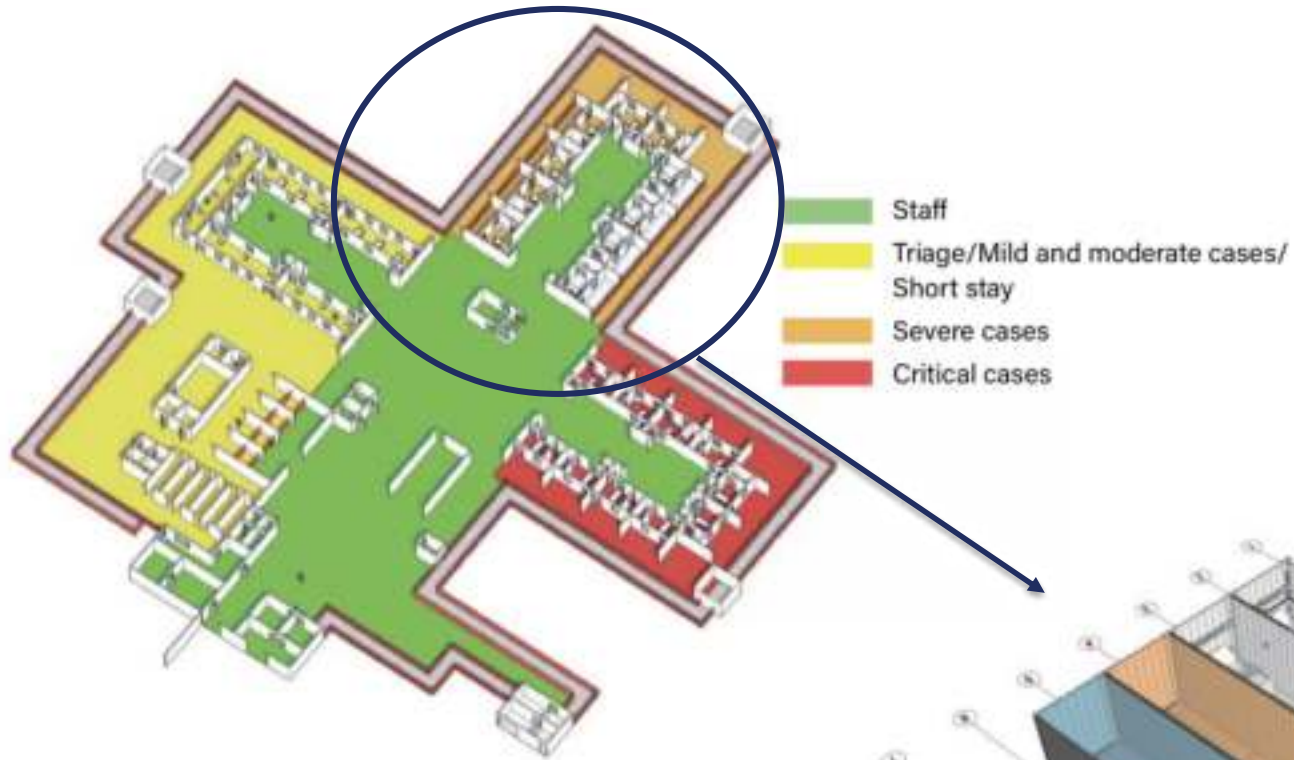 Staff
Triage/Mild and moderate cases/
Short stay
Severe cases
Critical cases